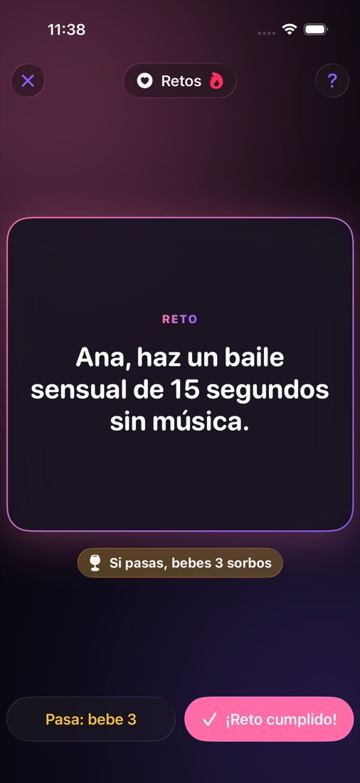 11:38
Retos
?
RETO
Ana, haz un baile
sensual de 15 segundos
sin música.
Si pasas, bebes 3 sorbos
Pasa: bebe 3
¡Reto cumplido!